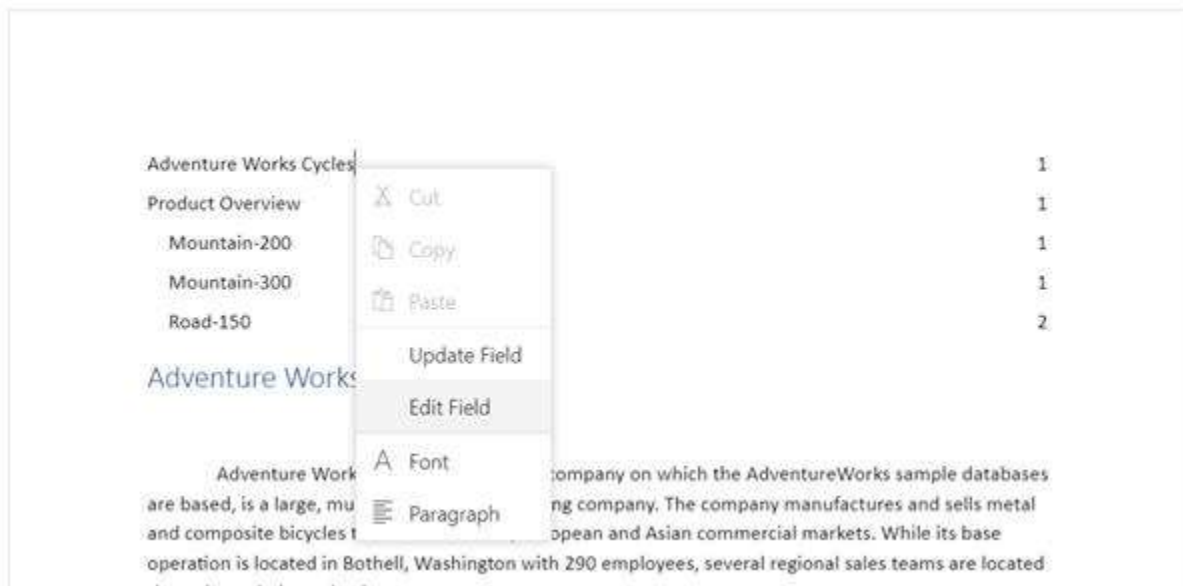 Adventure Works Cycles 1
Product Overview 1
Mountain-200 1
Mountain-300 1
Road-150 2
Cut
Copy
Paste
Update Field
Edit Field
Font
Paragraph
Adventure Works
Adventure Work company on which the AdventureWorks sample databases
are based, is a large, mu ng company. The company manufactures and sells metal
and composite bicycles t opean and Asian commercial markets. While its base
operation is located in Bothell, Washington with 290 employees, several regional sales teams are located